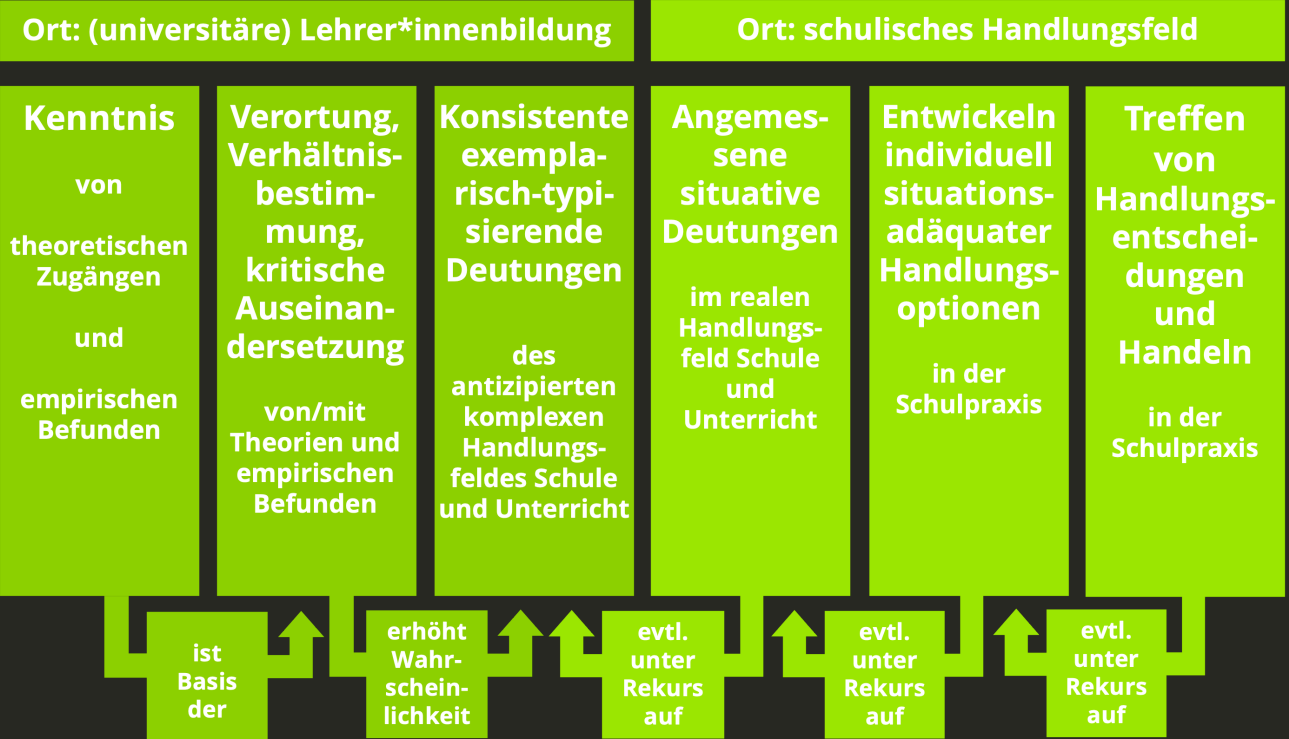 Ort: (universitäre) Lehrer*innenbildung
Ort: schulisches Handlungsfeld
Kenntnis
von
theoretischen
Zugängen
und
empirischen
Befunden
Verortung,
Verhältnis-
bestim-
mung,
kritische
Auseinan-
dersetzung
von/mit
Theorien und
empirischen
Befunden
Konsistente
exempla-
risch-typi-
sierende
Deutungen
des
antizipierten
komplexen
Handlungs-
feldes Schule
und Unterricht
Angemes-
sene
situative
Deutungen
im realen
Handlungs-
feld Schule
und
Unterricht
Entwickeln
individuell
situations-
adäquater
Handlungs-
optionen
in der
Schulpraxis
Treffen
von
Handlungs-
entschei-
dungen
und
Handeln
in der
Schulpraxis
ist
Basis
der
erhöht
Wahr-
schein-
lichkeit
evtl.
unter
Rekurs
auf
evtl.
unter
Rekurs
auf
evtl.
unter
Rekurs
auf